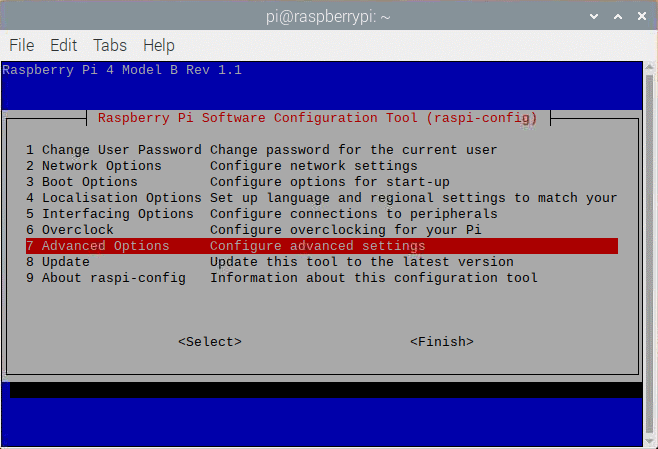 pi@raspberrypi: ~
File Edit Tabs Help
Raspberry Pi 4 Model B Rev 1.1
Raspberry Pi Software Configuration Tool (raspi-config)
1 Change User Password Change password for the current user
2 Network Options Configure network settings
3 Boot Options Configure options for start-up
4 Localisation Options Set up language and regional settings to match your
5 Interfacing Options Configure connections to peripherals
6 Overclock Configure overclocking for your Pi
7 Advanced Options Configure advanced settings
8 Update Update this tool to the latest version
9 About raspi-config Information about this configuration tool
<Select> <Finish>